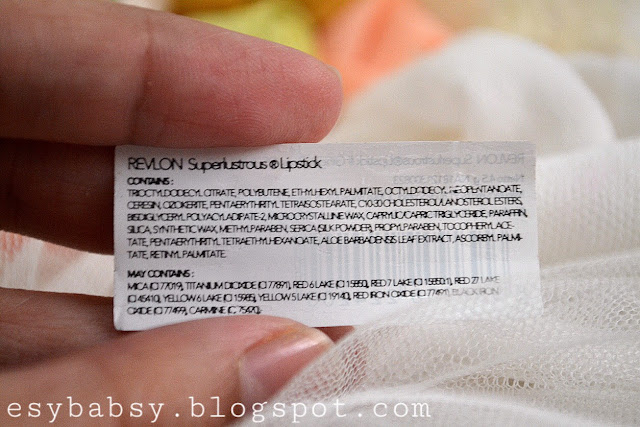 REVLON Superlustrous® Lipstick
CONTAINS :
TRIOCTYLDODECYL CITRATE, POLYBUTENE, ETHYLHEXYL PALMITATE, OCTYLDODECYL NEOPENTANOATE,
CERESIN, OZOKERITE, PENTAERYTHRITYL TETRAISOSTEARATE, C10-30 CHOLESTEROL/LANOSTEROL ESTERS,
BISDIGLYCERYL POLYACYLADIPATE-2, MICROCRYSTALLINE WAX, CAPRYLIC/CAPRIC TRIGLYCERIDE, PARAFFIN,
SILICA, SYNTHETIC WAX, METHYLPARABEN, SERICA (SILK POWDER), PROPYLPARABEN, TOCOPHERYL ACE-
TATE, PENTAERYTHRITYL TETRAETHYLHEXANOATE, ALOE BARBADENSIS LEAF EXTRACT, ASCORBYL PALMI-
TATE, RETINYL PALMITATE.
MAY CONTAINS :
MICA (CI 77019), TITANIUM DIOXIDE (CI 77891), RED 6 LAKE (CI 15850), RED 7 LAKE (CI 15850:1), RED 27 LAKE
(CI 45410), YELLOW 6 LAKE (CI 15985), YELLOW 5 LAKE (CI 19140), RED IRON OXIDE (CI 77491), BLACK IRON
OXIDE (CI 77499), CARMINE (C, 75470).
esybabsy.blogspot.com